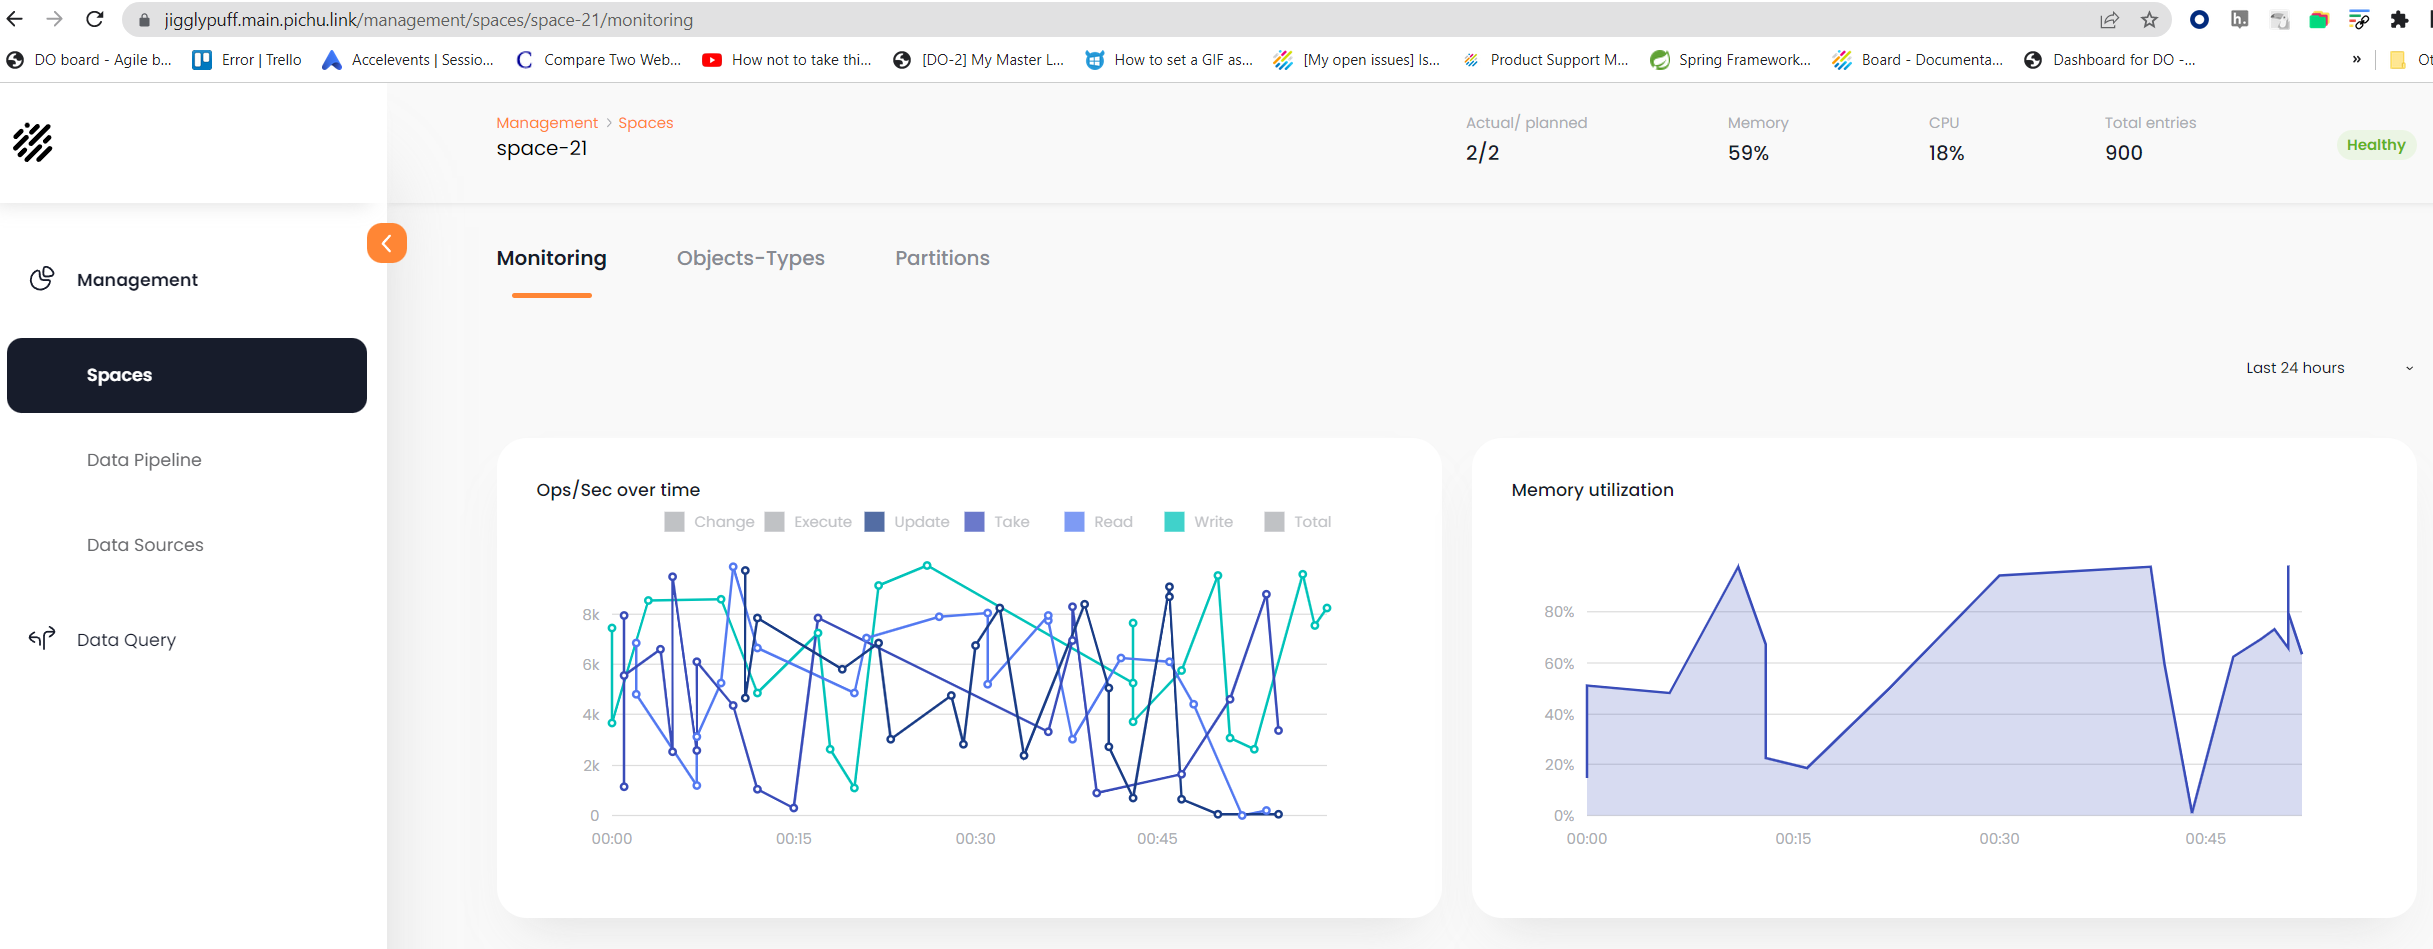 jigglypuff.main.pichu.link/management/spaces/space-21/monitoring
DO board - Agile b... Error | Trello Accelevents | Sessio... Compare Two Web... How not to take thi... [DO-2] My Master L... How to set a GIF as... [My open issues] Is... Product Support M... Spring Framework... Board - Documenta... Dashboard for DO -... » Ot
Management › Spaces
space-21
Actual/ planned Memory CPU Total entries
2/2 59% 18% 900
Healthy
Management
Spaces
Data Pipeline
Data Sources
Data Query
Monitoring Objects-Types Partitions
Last 24 hours
Ops/Sec over time
Change Execute Update Take Read Write Total
8k
6k
4k
2k
0
00:00 00:15 00:30 00:45
Memory utilization
80%
60%
40%
20%
0%
00:00 00:15 00:30 00:45